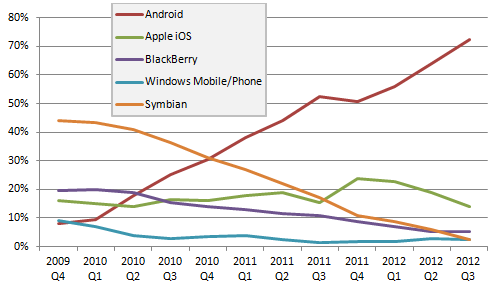 80%
70%
60%
50%
40%
30%
20%
10%
0%
Android
Apple iOS
BlackBerry
Windows Mobile/Phone
Symbian
2009 2010 2010 2010 2010 2011 2011 2011 2011 2012 2012 2012
Q4 Q1 Q2 Q3 Q4 Q1 Q2 Q3 Q4 Q1 Q2 Q3